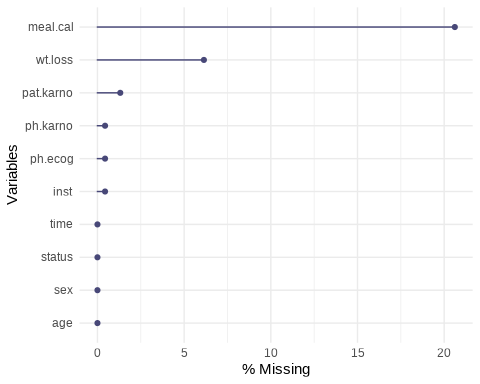 meal.cal
wt.loss
pat.karno
ph.karno
ph.ecog
inst
time
status
sex
age
Variables
0 5 10 15 20
% Missing